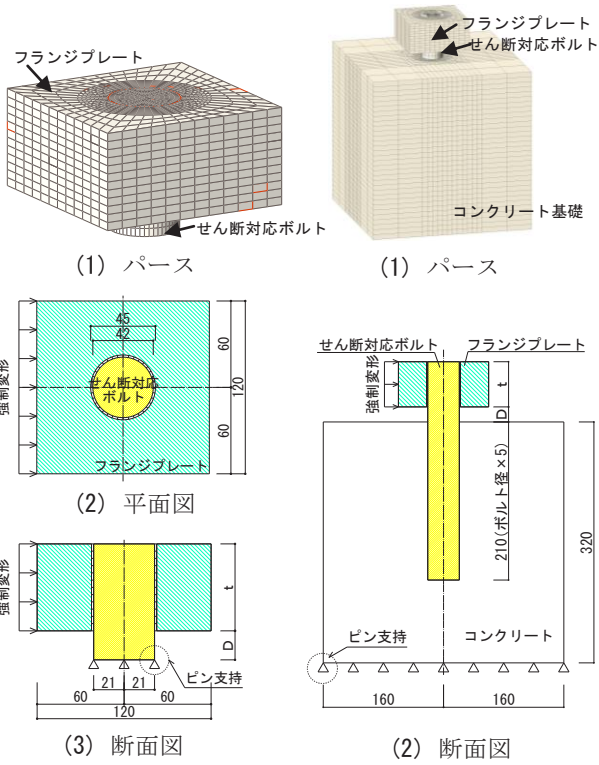 フランジプレート
せん断対応ボルト
(1) パース
フランジプレート
せん断対応ボルト
コンクリート基礎
(1) パース
強制変形
45
42
せん断対応
ボルト
フランジプレート
60
60
120
(2) 平面図
強制変形
t
D
ピン支持
21
21
60
60
120
(3) 断面図
せん断対応ボルト
フランジプレート
強制変形
t
D
210(ボルト径×5)
320
ピン支持
コンクリート
160
160
(2) 断面図